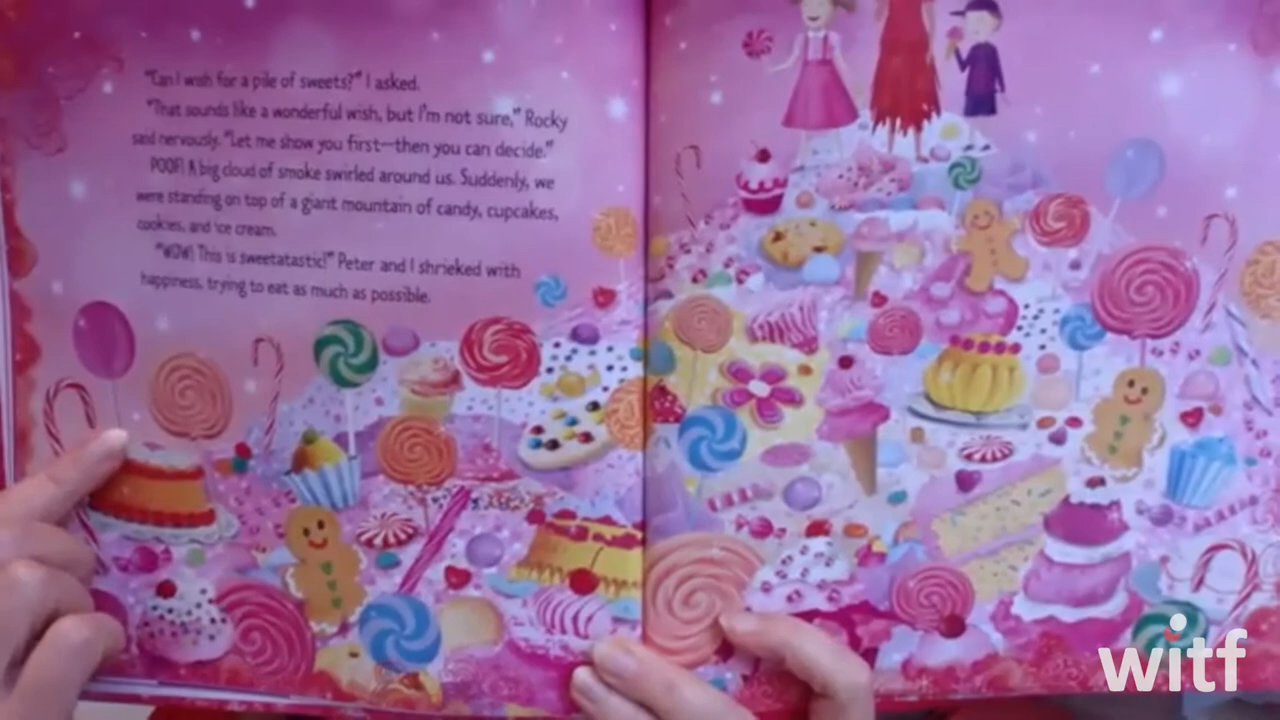 "Can I wish for a pile of sweets?" I asked.
"That sounds like a wonderful wish, but I'm not sure," Rocky
said nervously. "Let me show you first—then you can decide."
POOF! A big cloud of smoke swirled around us. Suddenly, we
were standing on top of a giant mountain of candy, cupcakes,
cookies, and ice cream.
"WOW! This is sweetatastic!" Peter and I shrieked with
happiness, trying to eat as much as possible.
witf